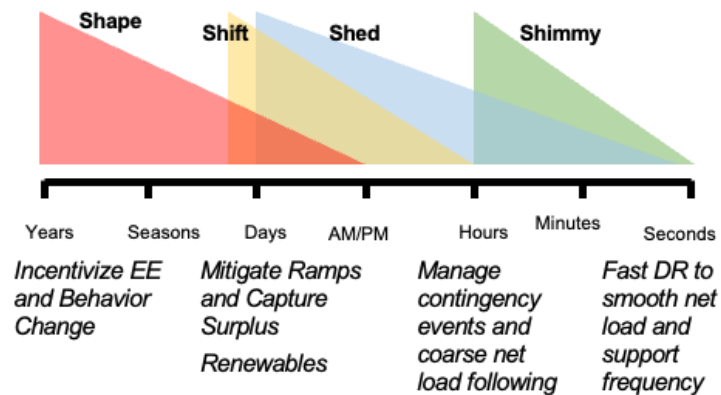 Shape
Shift
Shed
Shimmy
Years
Seasons
Days
AM/PM
Hours
Minutes
Seconds
Incentivize EE
and Behavior
Change
Mitigate Ramps
and Capture
Surplus
Renewables
Manage
contingency
events and
coarse net
load following
Fast DR to
smooth net
load and
support
frequency